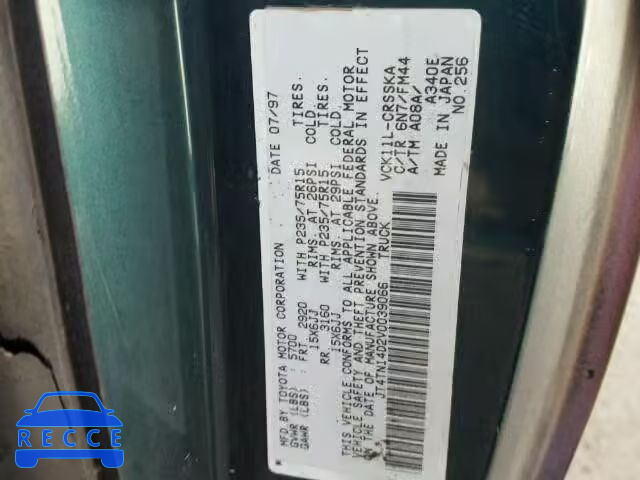 MFD.BY TOYOTA MOTOR CORPORATION DATE 07/97
GVWR (LBS) : 5700
GAWR (LBS) : FRT 2920 WITH P235/75R15 TIRES.
15X6JJ RIMS. AT 26PSI COLD.
RR 3160 WITH P235/75R15 TIRES.
15X6JJ RIMS. AT 29PSI COLD.
THIS VEHICLE CONFORMS TO ALL APPLICABLE FEDERAL MOTOR
VEHICLE SAFETY AND THEFT PREVENTION STANDARDS IN EFFECT
ON THE DATE OF MANUFACTURE SHOWN ABOVE.
JT4TN14D2V0039066 TRUCK
VCK11L-CRSSKA
C/TR 6N7/FM44
A/TM A08A/ A340E
MADE IN JAPAN
NO.256
RECCE